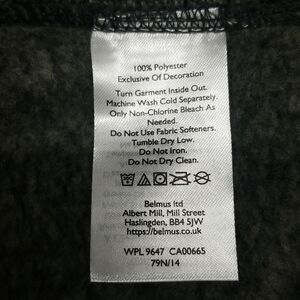 100% Polyester
Exclusive Of Decoration
Turn Garment Inside Out.
Machine Wash Cold Separately.
Only Non-Chlorine Bleach As
Needed.
Do Not Use Fabric Softeners.
Tumble Dry Low.
Do Not Iron.
Do Not Dry Clean.
Belmus ltd
Albert Mill, Mill Street
Haslingden, BB4 5JW
https://belmus.co.uk
WPL 9647 CA00665
79N/14